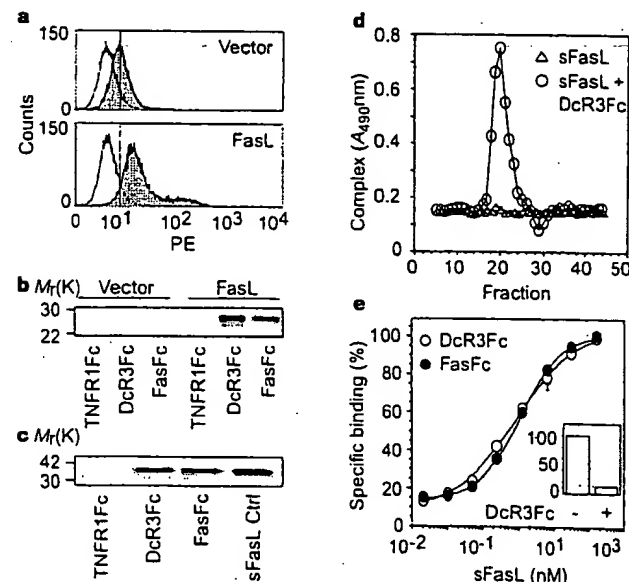 a
150
Vector
0
150
FasL
0
Counts
0 10¹ 10² 10³ 10⁴
PE
b Mr(K) Vector FasL
30
22
TNFR1Fc
DcR3Fc
FasFc
TNFR1Fc
DcR3Fc
FasFc
c Mr(K)
42
30
TNFR1Fc
DcR3Fc
FasFc
sFasL Ctrl
d
Complex (A490nm)
0.8
0.6
0.4
0.2
0
△ sFasL
○ sFasL +
DcR3Fc
10 20 30 40 50
Fraction
e
Specific binding (%)
100
80
60
40
20
0
○ DcR3Fc
● FasFc
100
50
0
DcR3Fc - +
10⁻² 10⁻¹ 10¹ 10³
sFasL (nM)